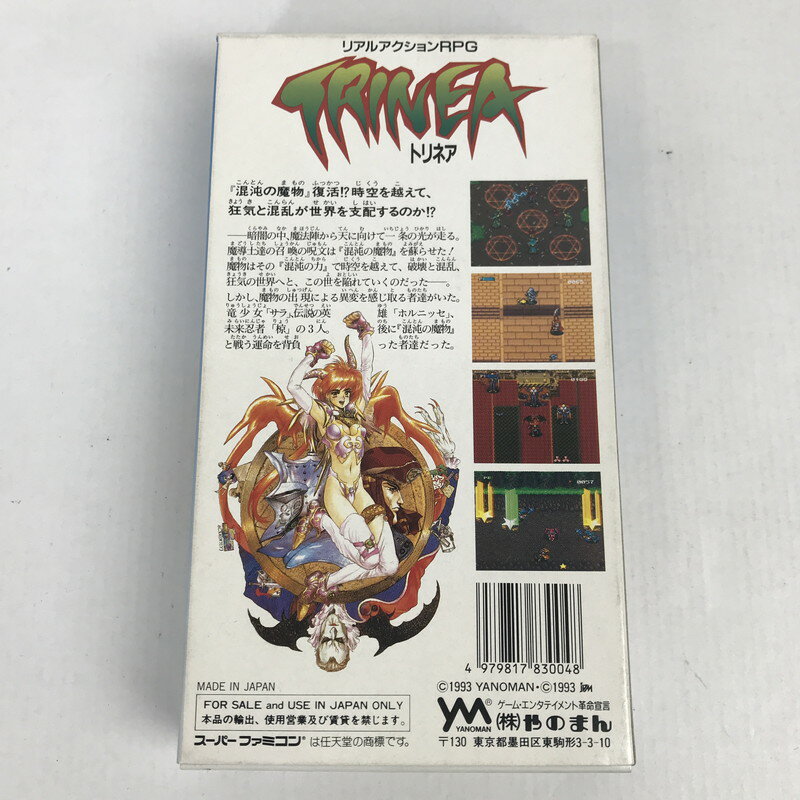 リアルアクションRPG
TRINEA
トリネア
『混沌の魔物』復活!?時空を越えて、
狂気と混乱が世界を支配するのか!?
――暗闇の中、魔法陣から天に向けて一条の光が走る。
魔導士達の召喚の呪文は『混沌の魔物』を蘇らせた!
魔物はその『混沌の力』で時空を越えて、破壊と混乱、
狂気の世界へと、この世を陥れていくのだった――。
しかし、魔物の出現による異変を感じ取る者達がいた。
竜少女「サラ」、伝説の英雄「ホルニッセ」、
未来忍者「椋」の3人。後に『混沌の魔物』
と戦う運命を背負った者達だった。
0057
4 979817 830048
MADE IN JAPAN
©1993 YANOMAN・©1993
FOR SALE and USE IN JAPAN ONLY
本品の輸出、使用営業及び賃貸を禁じます。
スーパーファミコン®は任天堂の商標です。
YM®
YANOMAN
ゲーム・エンタテイメント革命宣言
(株)やのまん
〒130 東京都墨田区東駒形3-3-10